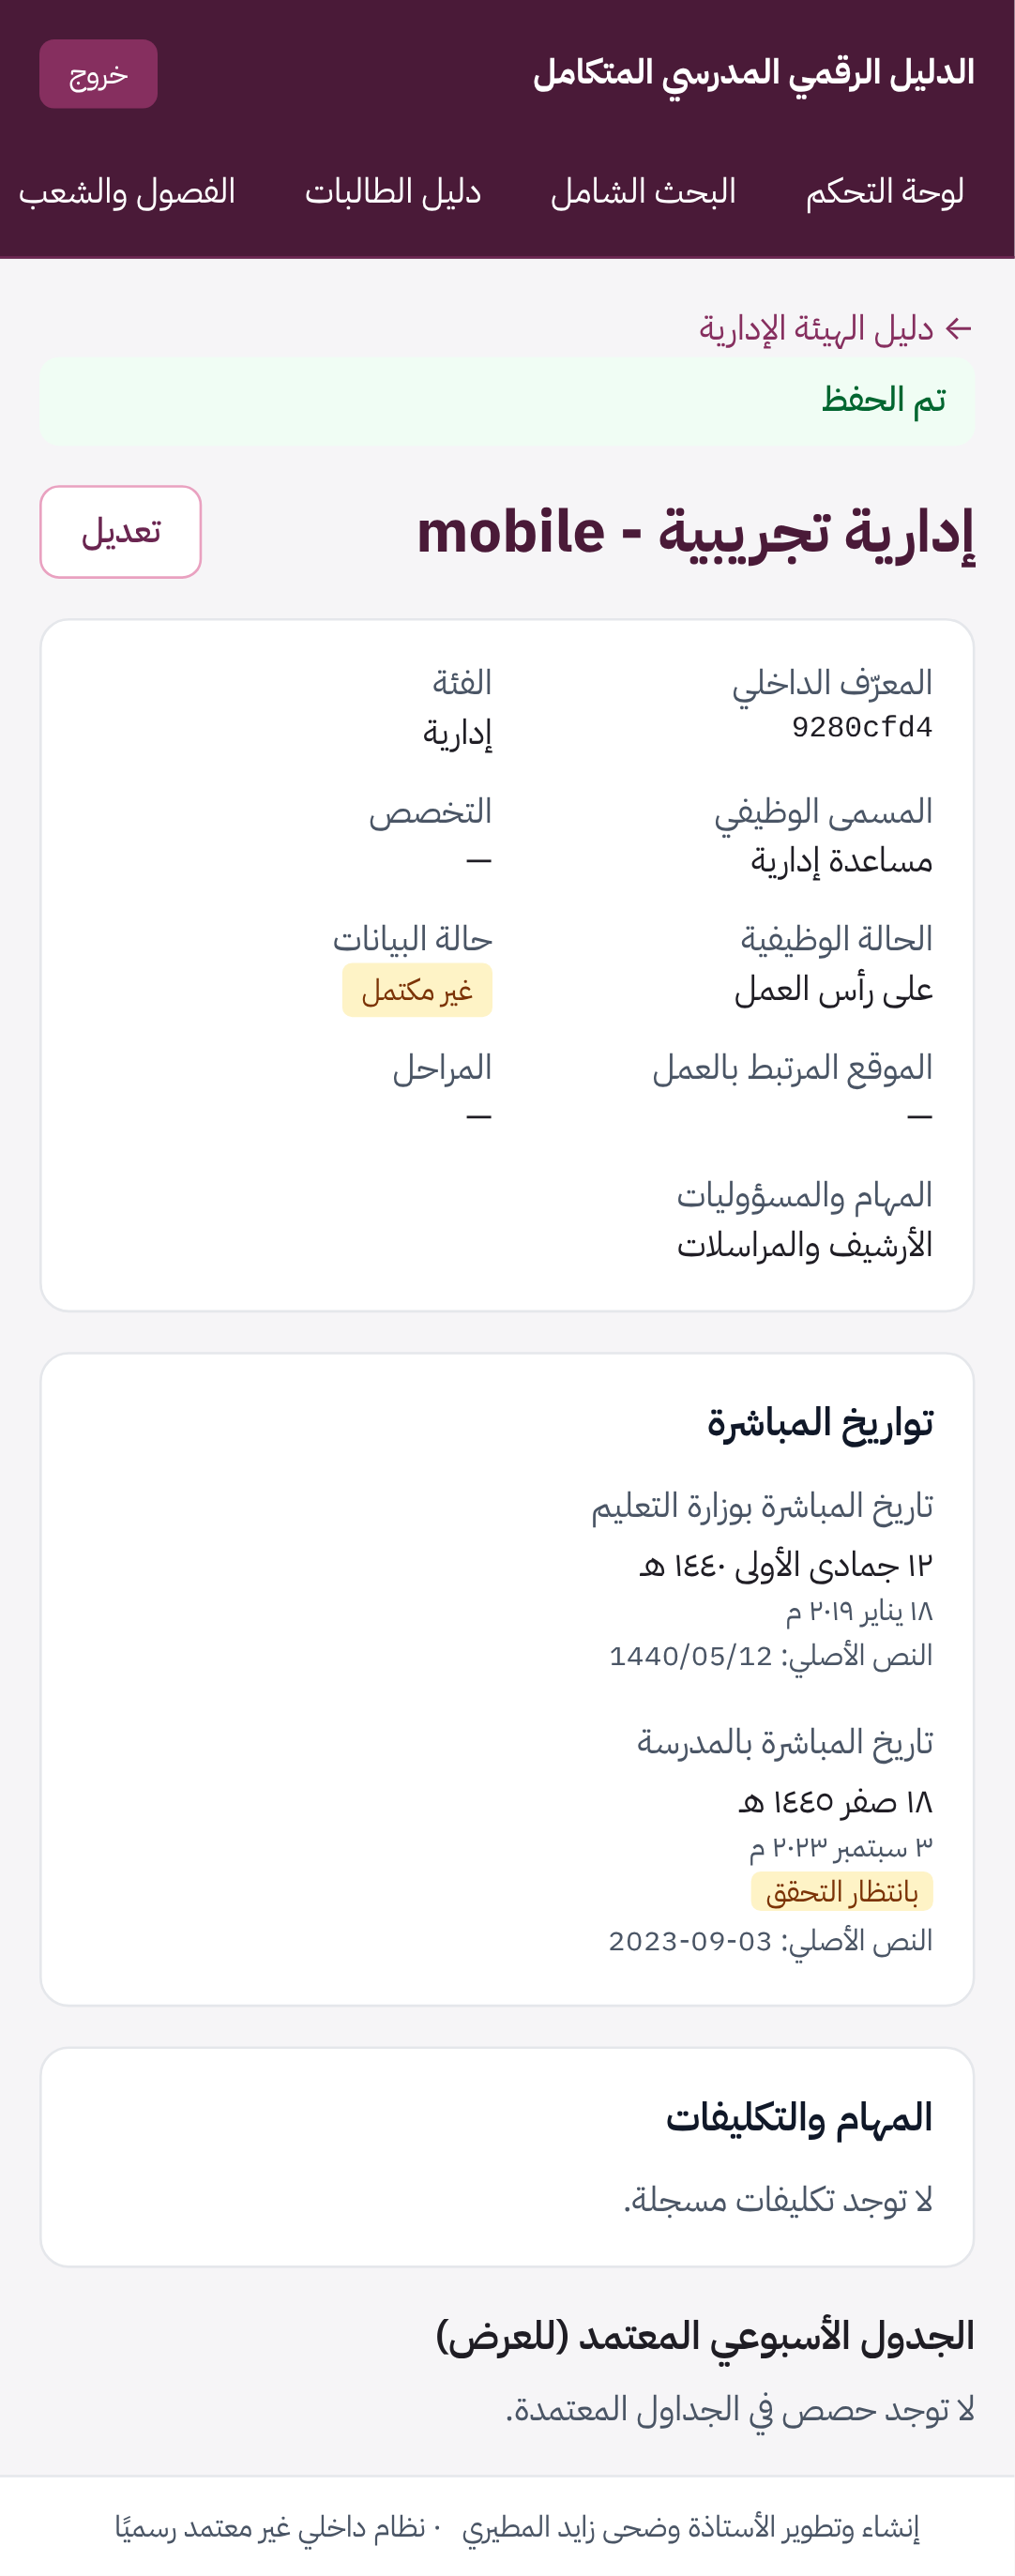 الدليل الرقمي المدرسي المتكامل
خروج
لوحة التحكم البحث الشامل دليل الطالبات الفصول والشعب
← دليل الهيئة الإدارية
تم الحفظ
إدارية تجريبية - mobile
تعديل
المعرّف الداخلي
9280cfd4
الفئة
إدارية
المسمى الوظيفي
مساعدة إدارية
التخصص
—
الحالة الوظيفية
على رأس العمل
حالة البيانات
غير مكتمل
الموقع المرتبط بالعمل
—
المراحل
—
المهام والمسؤوليات
الأرشيف والمراسلات
تواريخ المباشرة
تاريخ المباشرة بوزارة التعليم
١٢ جمادى الأولى ١٤٤٠ هـ
١٨ يناير ٢٠١٩ م
النص الأصلي: 1440/05/12
تاريخ المباشرة بالمدرسة
١٨ صفر ١٤٤٥ هـ
٣ سبتمبر ٢٠٢٣ م
بانتظار التحقق
النص الأصلي: 2023-09-03
المهام والتكليفات
لا توجد تكليفات مسجلة.
الجدول الأسبوعي المعتمد (للعرض)
لا توجد حصص في الجداول المعتمدة.
إنشاء وتطوير الأستاذة وضحى زايد المطيري · نظام داخلي غير معتمد رسميًا